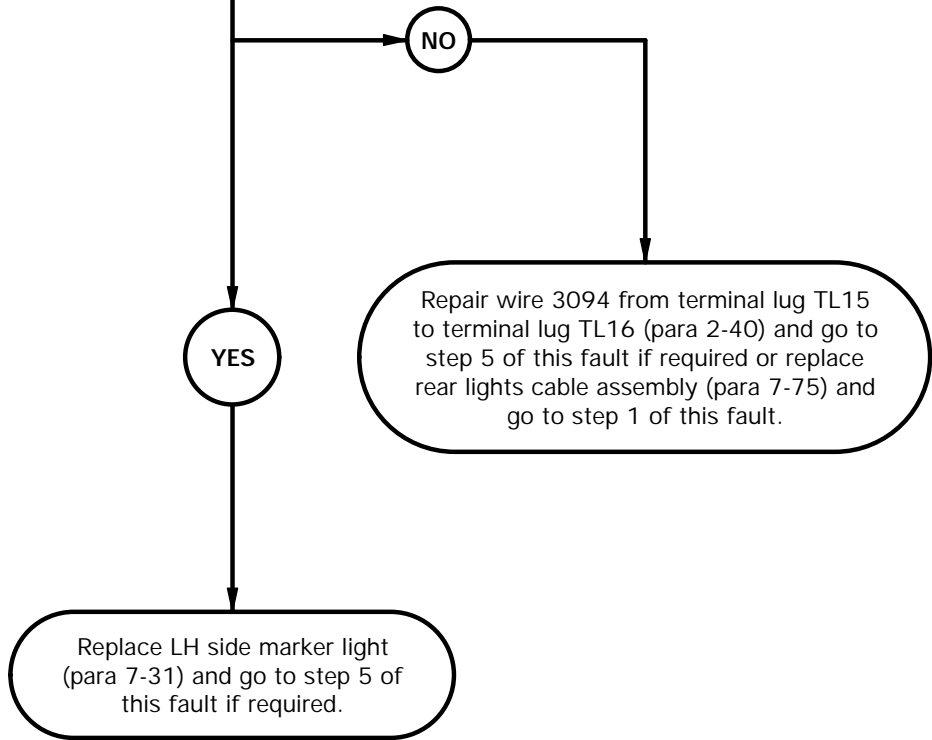 NO
Repair wire 3094 from terminal lug TL15
to terminal lug TL16 (para 2-40) and go to
step 5 of this fault if required or replace
rear lights cable assembly (para 7-75) and
go to step 1 of this fault.
YES
Replace LH side marker light
(para 7-31) and go to step 5 of
this fault if required.